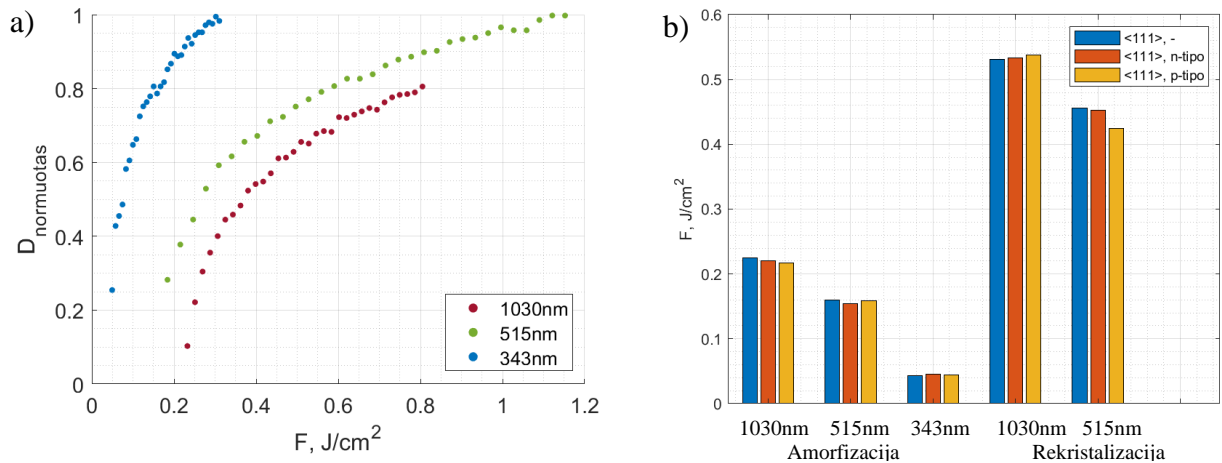 a)
1
0.8
0.6
0.4
0.2
0
D normuotas
0 0.2 0.4 0.6 0.8 1 1.2
F, J/cm²
1030nm
515nm
343nm
b)
0.6
0.5
0.4
0.3
0.2
0.1
0
F, J/cm²
<111>, -
<111>, n-tipo
<111>, p-tipo
1030nm 515nm 343nm 1030nm 515nm
Amorfizacija Rekristalizacija